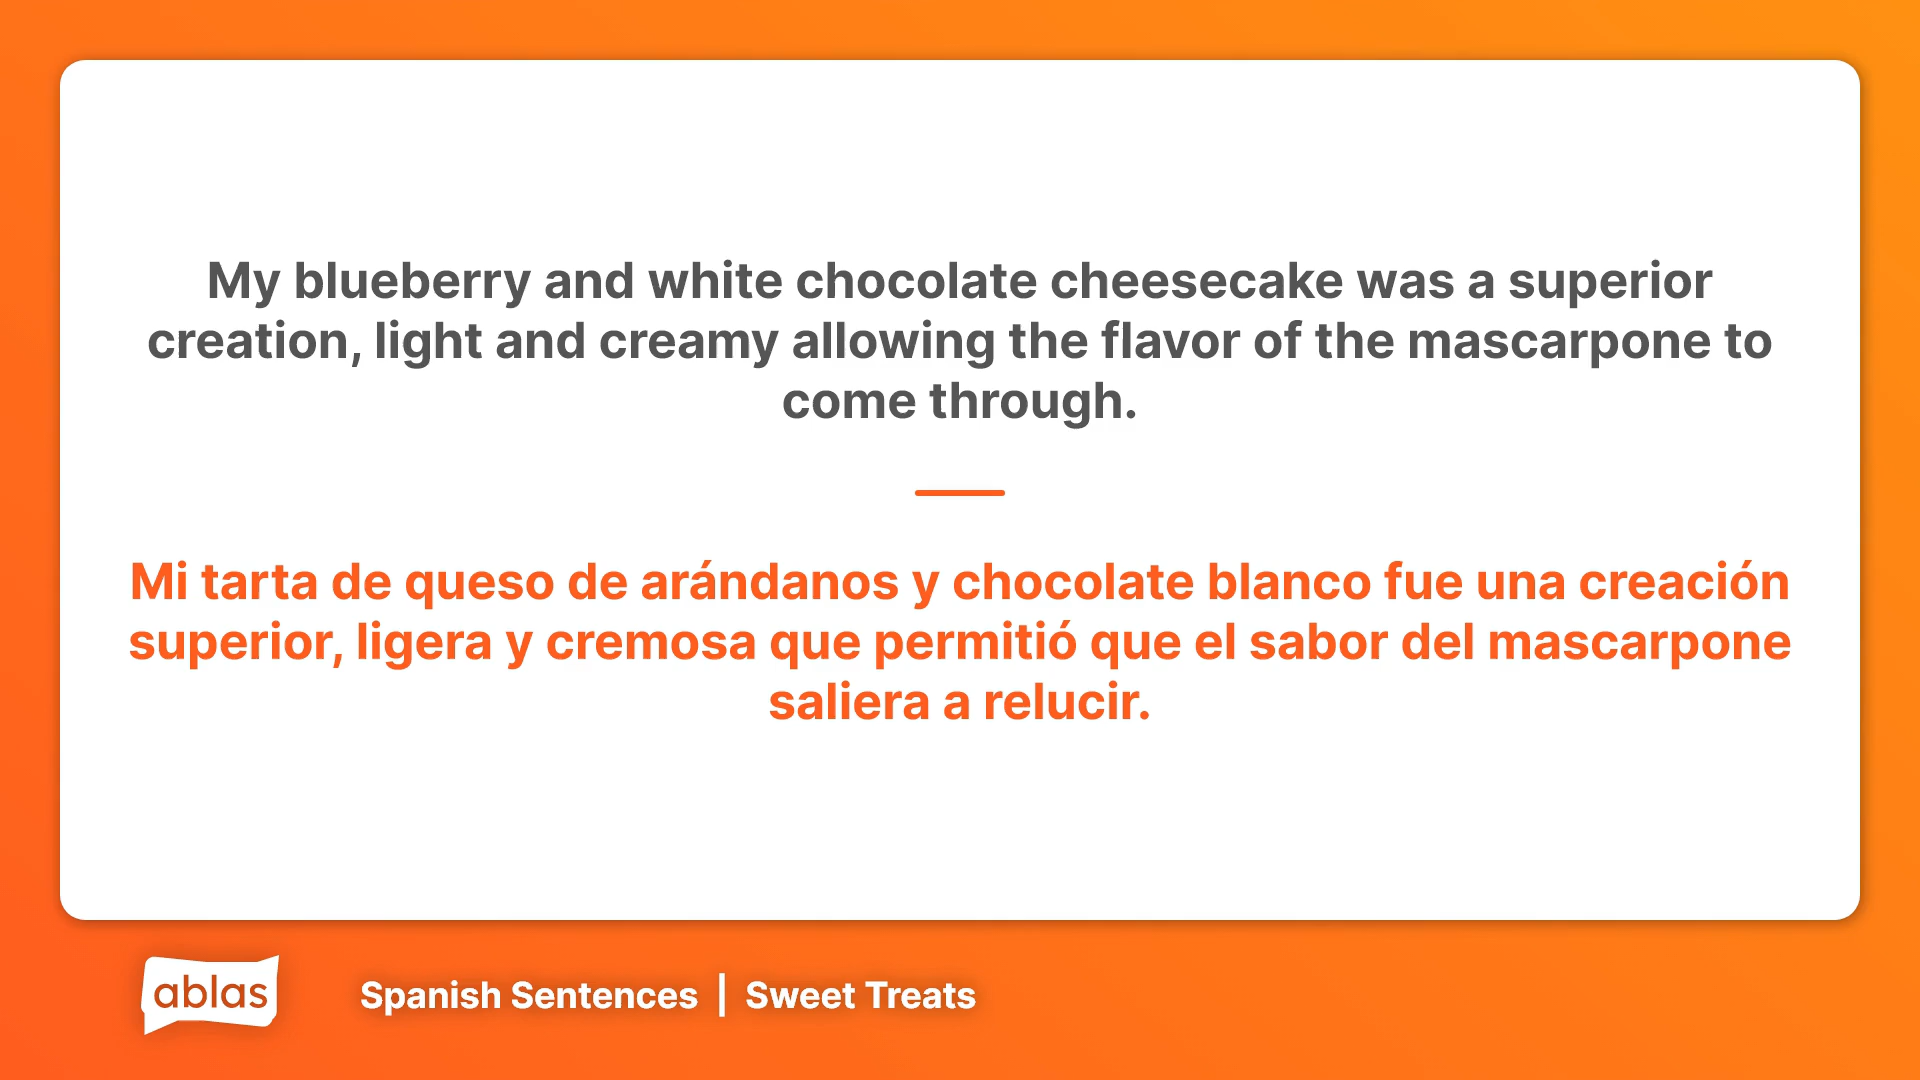 My blueberry and white chocolate cheesecake was a superior
creation, light and creamy allowing the flavor of the mascarpone to
come through.
Mi tarta de queso de arándanos y chocolate blanco fue una creación
superior, ligera y cremosa que permitió que el sabor del mascarpone
saliera a relucir.
ablas
Spanish Sentences | Sweet Treats